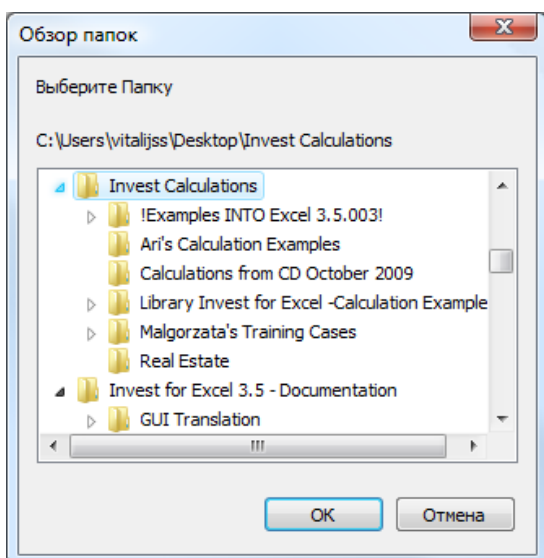 Обзор папок
Выберите Папку
C:\Users\vitalijss\Desktop\Invest Calculations
Invest Calculations
!Examples INTO Excel 3.5.003!
Ari's Calculation Examples
Calculations from CD October 2009
Library Invest for Excel -Calculation Example
Malgorzata's Training Cases
Real Estate
Invest for Excel 3.5 - Documentation
GUI Translation
OK Отмена